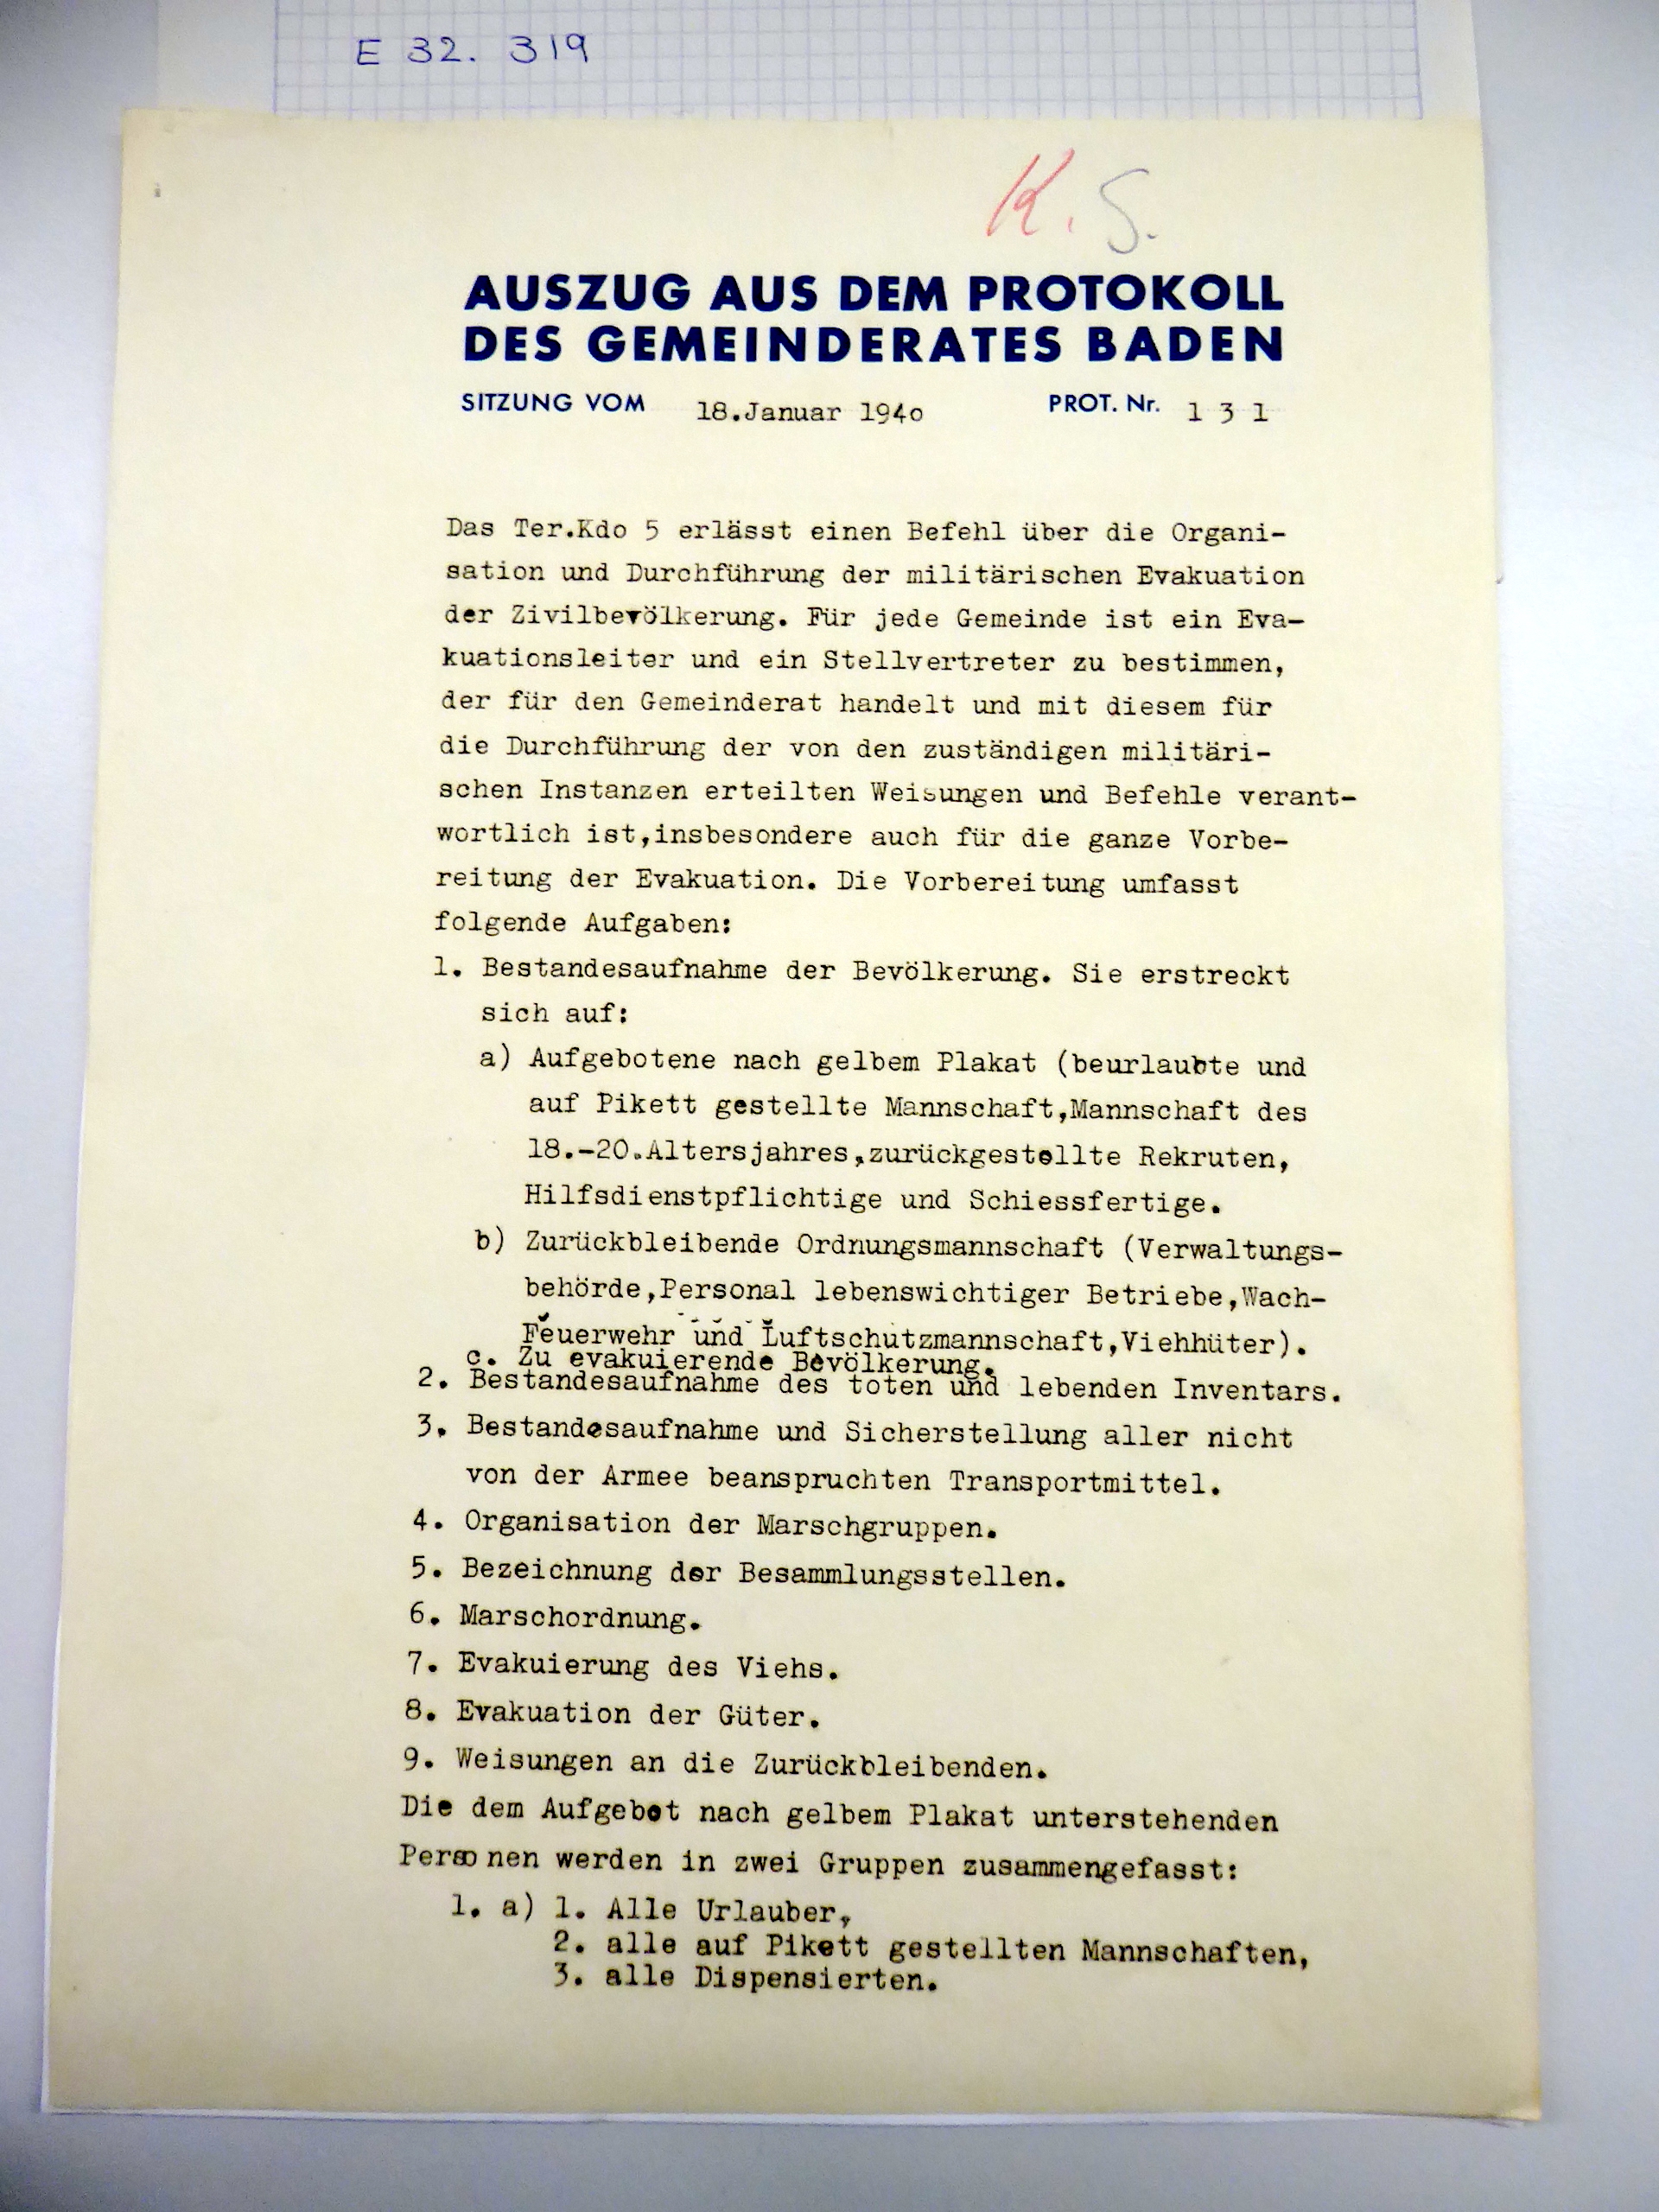 E 32. 319
K. S.
AUSZUG AUS DEM PROTOKOLL
DES GEMEINDERATES BADEN
SITZUNG VOM 18.Januar 194o PROT. Nr. 1 3 1
Das Ter.Kdo 5 erlässt einen Befehl über die Organi-
sation und Durchführung der militärischen Evakuation
der Zivilbevölkerung. Für jede Gemeinde ist ein Eva-
kuationsleiter und ein Stellvertreter zu bestimmen,
der für den Gemeinderat handelt und mit diesem für
die Durchführung der von den zuständigen militäri-
schen Instanzen erteilten Weisungen und Befehle verant-
wortlich ist,insbesondere auch für die ganze Vorbe-
reitung der Evakuation. Die Vorbereitung umfasst
folgende Aufgaben:
1. Bestandesaufnahme der Bevölkerung. Sie erstreckt
sich auf:
a) Aufgebotene nach gelbem Plakat (beurlaubte und
auf Pikett gestellte Mannschaft,Mannschaft des
18.-20.Altersjahres,zurückgestellte Rekruten,
Hilfsdienstpflichtige und Schiessfertige.
b) Zurückbleibende Ordnungsmannschaft (Verwaltungs-
behörde,Personal lebenswichtiger Betriebe,Wach-
Feuerwehr und Luftschutzmannschaft,Viehhüter).
c. Zu evakuierende Bevölkerung.
2. Bestandesaufnahme des toten und lebenden Inventars.
3. Bestandesaufnahme und Sicherstellung aller nicht
von der Armee beanspruchten Transportmittel.
4. Organisation der Marschgruppen.
5. Bezeichnung der Besammlungsstellen.
6. Marschordnung.
7. Evakuierung des Viehs.
8. Evakuation der Güter.
9. Weisungen an die Zurückbleibenden.
Die dem Aufgebot nach gelbem Plakat unterstehenden
Personen werden in zwei Gruppen zusammengefasst:
1. a) 1. Alle Urlauber,
2. alle auf Pikett gestellten Mannschaften,
3. alle Dispensierten.